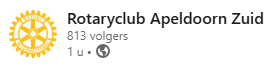 Rotaryclub Apeldoorn Zuid
813 volgers
1 u •